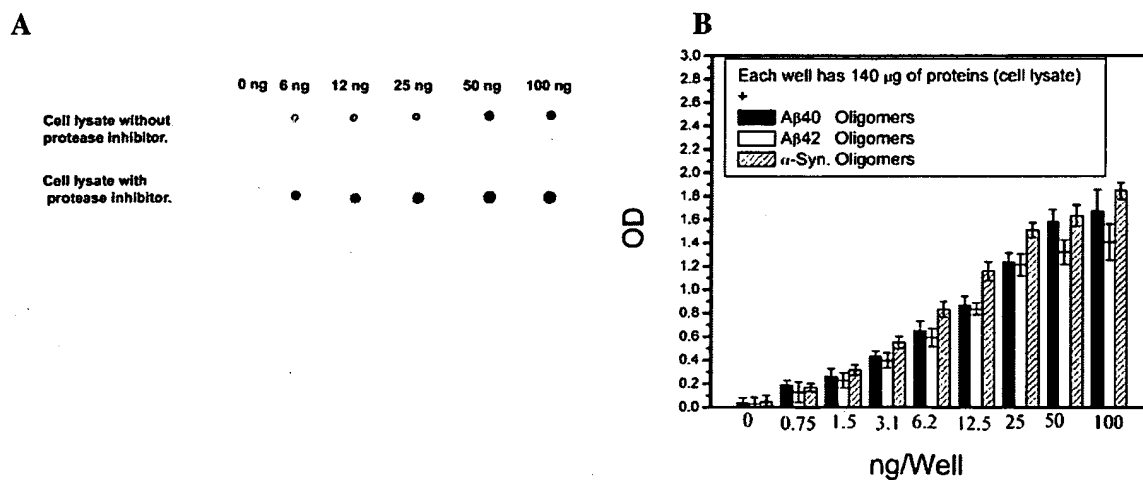 A
0 ng 6 ng 12 ng 25 ng 50 ng 100 ng
Cell lysate without
protease inhibitor.
Cell lysate with
protease inhibitor.
B
3.0
2.8
2.6
2.4
2.2
2.0
1.8
1.6
1.4
1.2
1.0
0.8
0.6
0.4
0.2
0.0
OD
Each well has 140 µg of proteins (cell lysate)
+
Aβ40 Oligomers
Aβ42 Oligomers
α-Syn. Oligomers
0 0.75 1.5 3.1 6.2 12.5 25 50 100
ng/Well